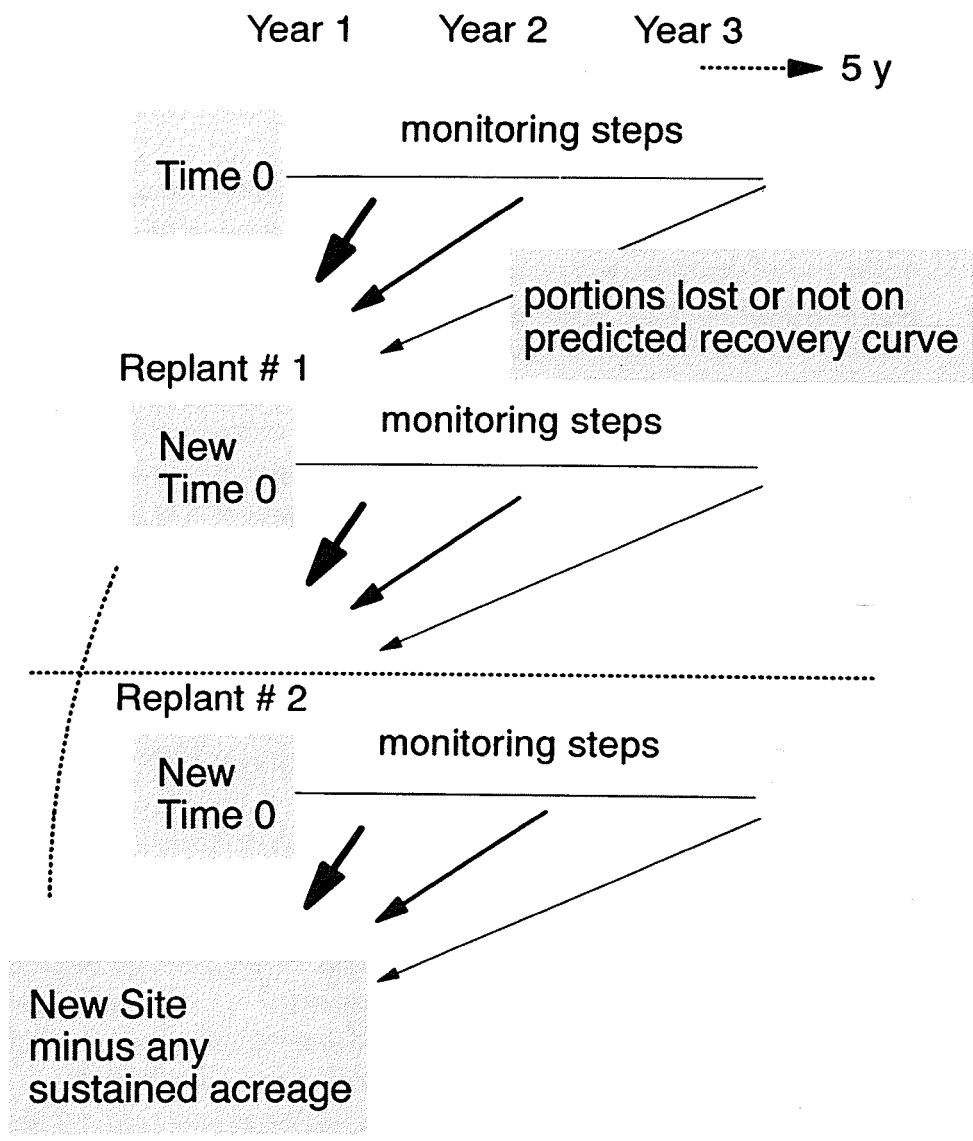 Year 1 Year 2 Year 3
5 y
monitoring steps
Time 0
portions lost or not on
predicted recovery curve
Replant # 1
monitoring steps
New
Time 0
Replant # 2
monitoring steps
New
Time 0
New Site
minus any
sustained acreage